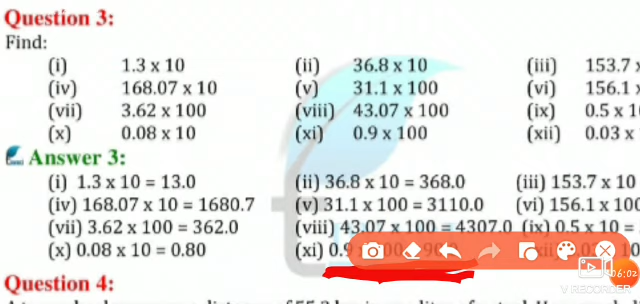 Question 3:
Find:
(i) 1.3 x 10 (ii) 36.8 x 10 (iii) 153.7 x
(iv) 168.07 x 10 (v) 31.1 x 100 (vi) 156.1 x
(vii) 3.62 x 100 (viii) 43.07 x 100 (ix) 0.5 x 1
(x) 0.08 x 10 (xi) 0.9 x 100 (xii) 0.03 x
Answer 3:
(i) 1.3 x 10 = 13.0 (ii) 36.8 x 10 = 368.0 (iii) 153.7 x 10
(iv) 168.07 x 10 = 1680.7 (v) 31.1 x 100 = 3110.0 (vi) 156.1 x 100
(vii) 3.62 x 100 = 362.0 (viii) 43.07 x 100 = 4307.0 (ix) 0.5 x 10 =
(x) 0.08 x 10 = 0.80 (xi) 0.9
06:02
Question 4:
V RECORDER